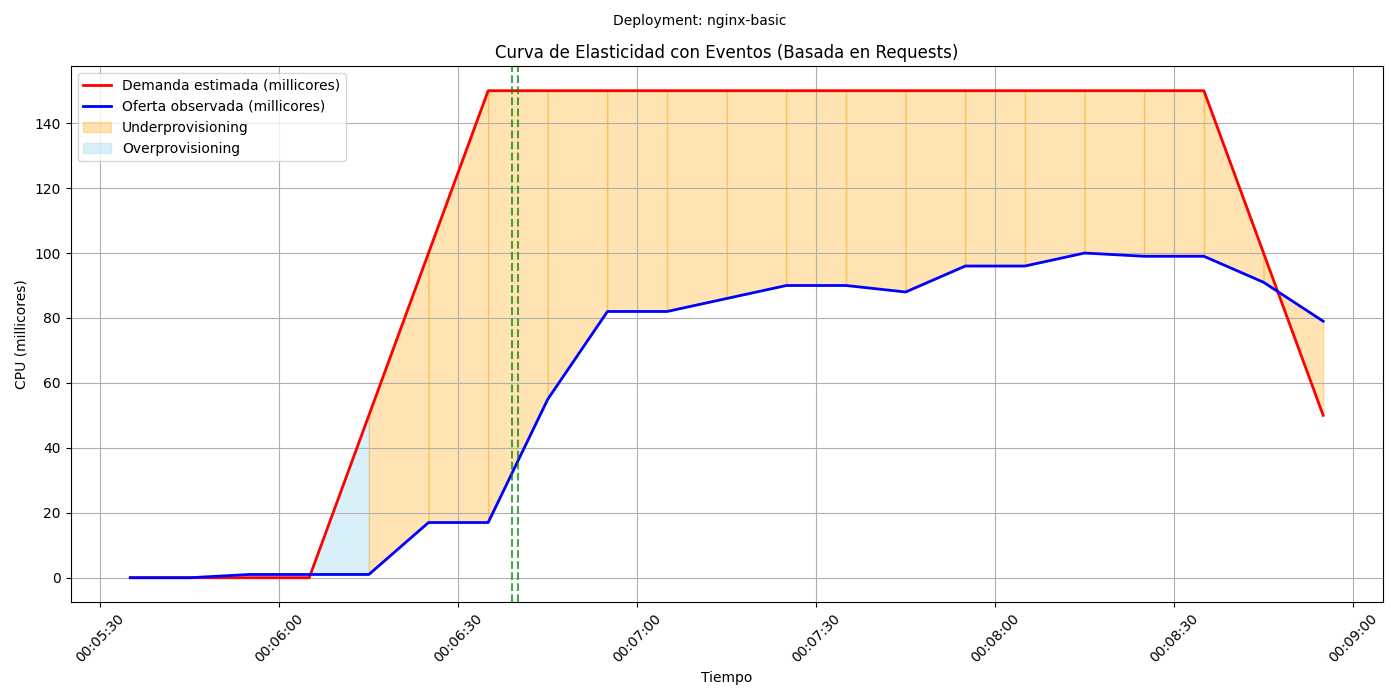 Deployment: nginx-basic
Curva de Elasticidad con Eventos (Basada en Requests)
Demanda estimada (millicores)
Oferta observada (millicores)
Underprovisioning
Overprovisioning
CPU (millicores)
140
120
100
80
60
40
20
0
00:05:30
00:06:00
00:06:30
00:07:00
00:07:30
00:08:00
00:08:30
00:09:00
Tiempo